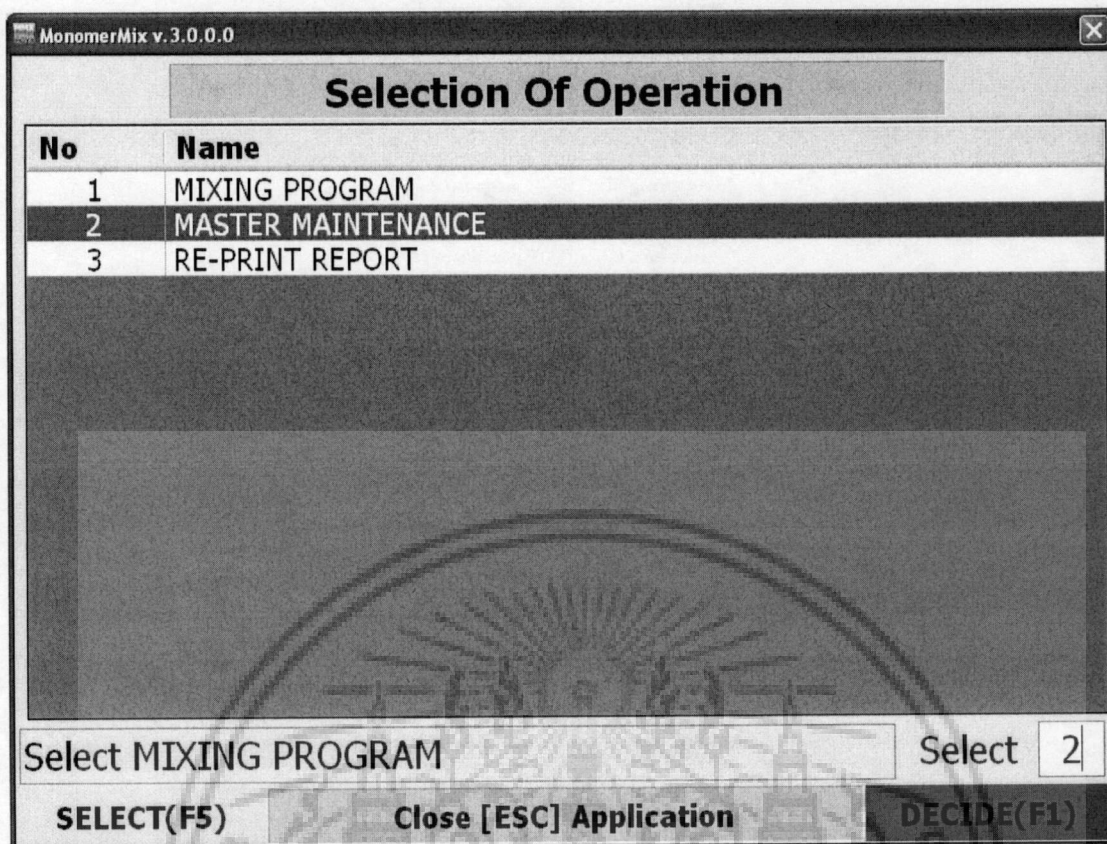 MonomerMix v.3.0.0.0
Selection Of Operation
No Name
1 MIXING PROGRAM
2 MASTER MAINTENANCE
3 RE-PRINT REPORT
Select MIXING PROGRAM Select 2
SELECT(F5) Close [ESC] Application DECIDE(F1)